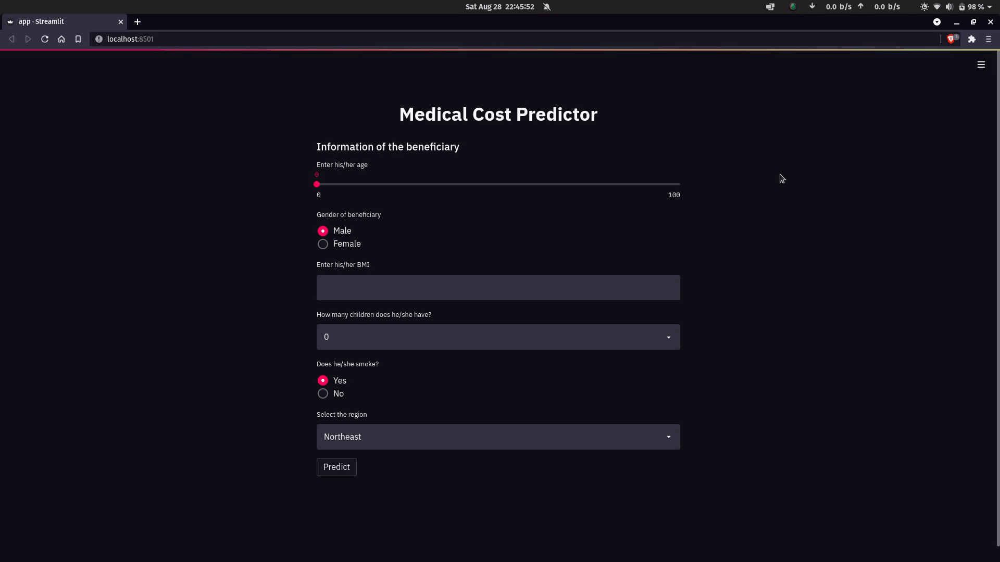 Sat Aug 28 22:45:52
0.0 b/s
0.0 b/s
98 %
app · Streamlit
localhost:8501
1
Medical Cost Predictor
Information of the beneficiary
Enter his/her age
0
0
100
Gender of beneficiary
Male
Female
Enter his/her BMI
How many children does he/she have?
0
Does he/she smoke?
Yes
No
Select the region
Northeast
Predict